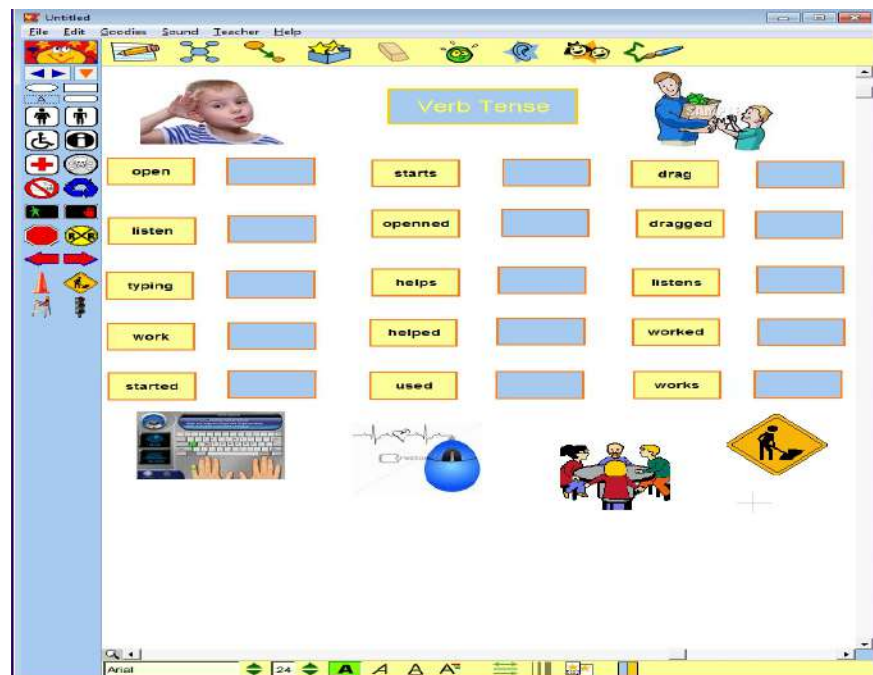 Untitled
File Edit Goodies Sound Teacher Help
Verb Tense
SAMPLE
open starts drag
listen openned dragged
typing helps listens
work helped worked
started used works
Arial 24 A A A A